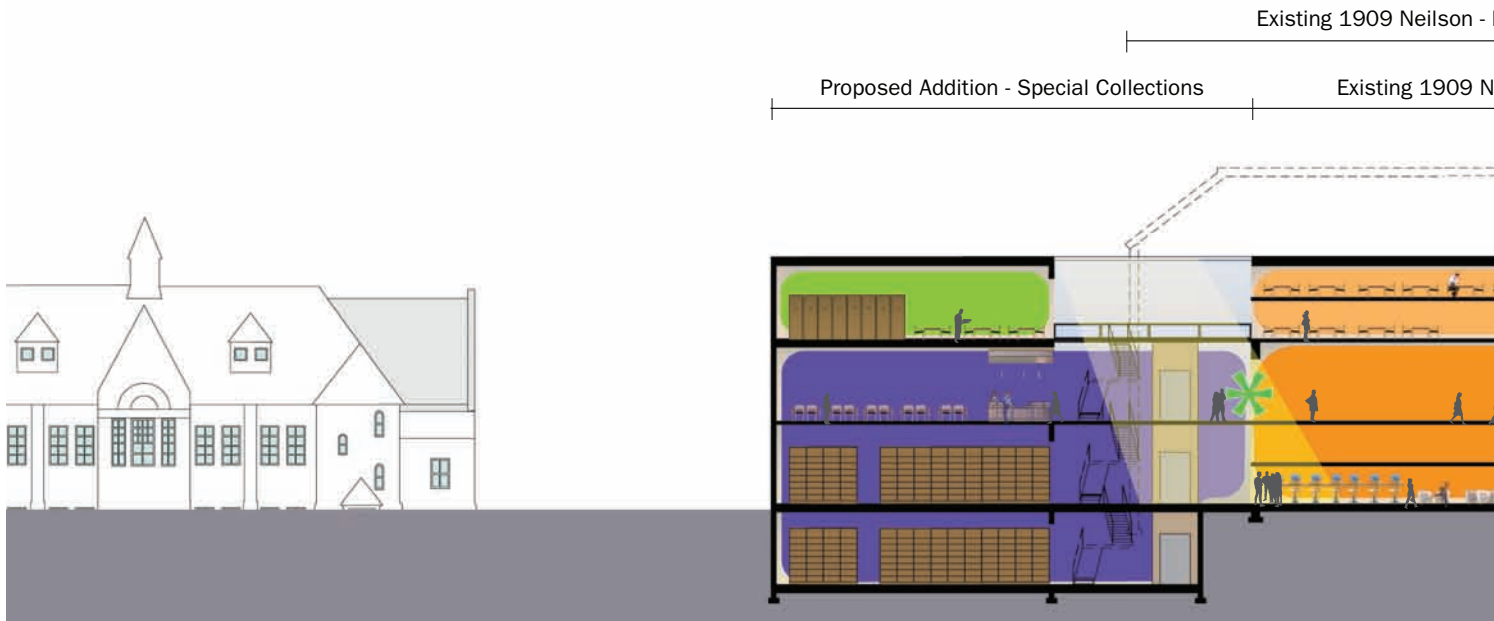 Existing 1909 Neilson -
Proposed Addition - Special Collections
Existing 1909 N